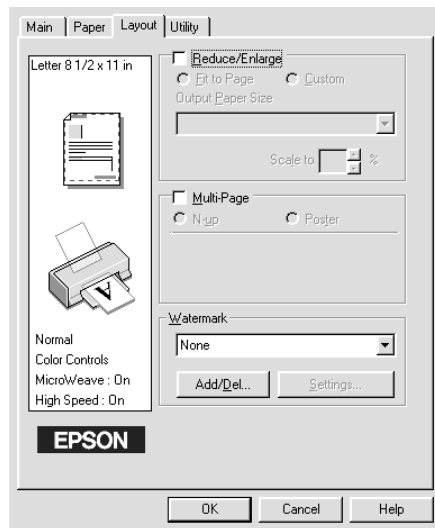 Main Paper Layout Utility
Letter 8 1/2 x 11 in
Reduce/Enlarge
Fit to Page Custom
Output Paper Size
Scale to %
Multi-Page
N-up Poster
A
Watermark
None
Add/Del... Settings...
Normal
Color Controls
MicroWeave : On
High Speed : On
EPSON
OK Cancel Help